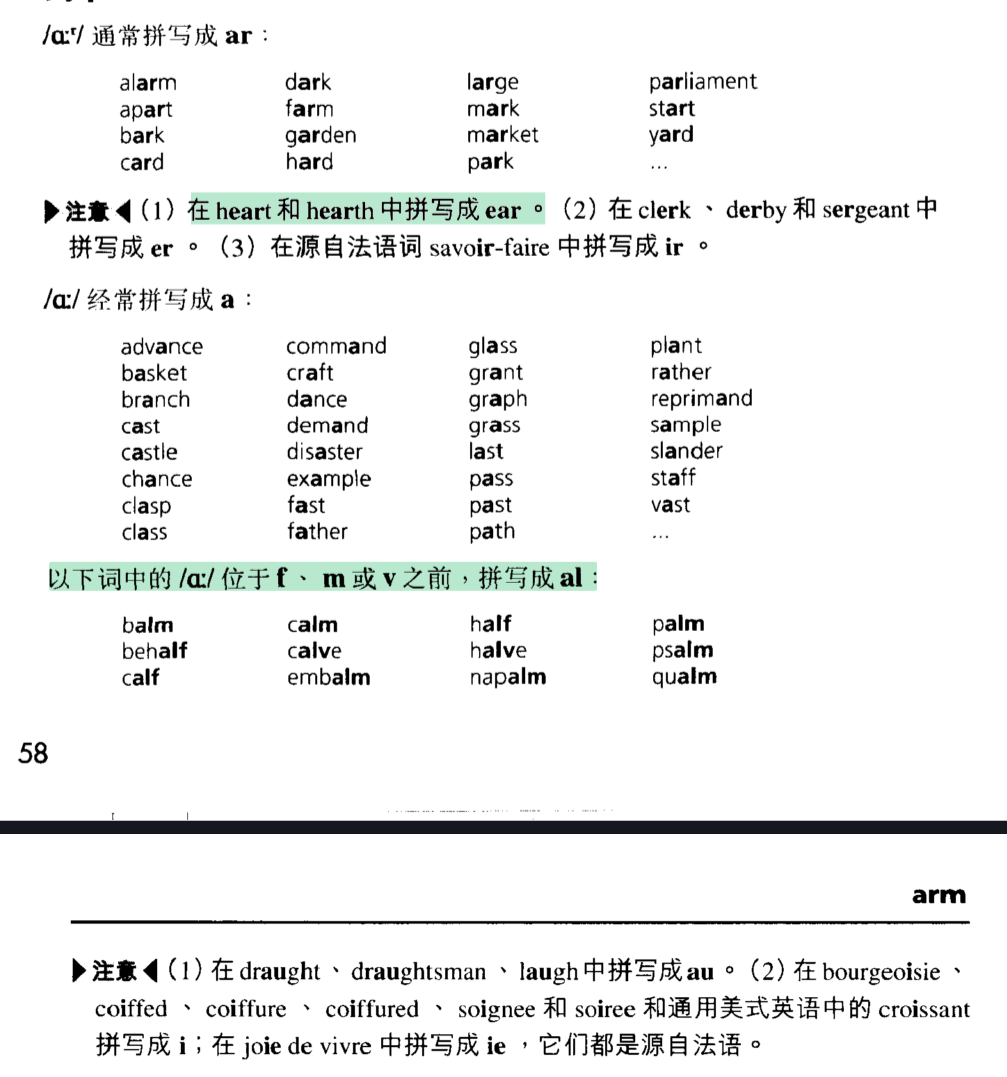 /ɑːʳ/ 通常拼写成 ar：
alarm dark large parliament
apart farm mark start
bark garden market yard
card hard park …
▶注意◀（1）在 heart 和 hearth 中拼写成 ear 。（2）在 clerk 、 derby 和 sergeant 中
拼写成 er 。（3）在源自法语词 savoir-faire 中拼写成 ir 。
/ɑː/ 经常拼写成 a：
advance command glass plant
basket craft grant rather
branch dance graph reprimand
cast demand grass sample
castle disaster last slander
chance example pass staff
clasp fast past vast
class father path …
以下词中的 /ɑː/ 位于 f 、 m 或 v 之前，拼写成 al：
balm calm half palm
behalf calve halve psalm
calf embalm napalm qualm
58
arm
▶注意◀（1）在 draught 、 draughtsman 、 laugh 中拼写成 au 。（2）在 bourgeoisie 、
coiffed 、 coiffure 、 coiffured 、 soignee 和 soiree 和通用美式英语中的 croissant
拼写成 i；在 joie de vivre 中拼写成 ie ，它们都是源自法语。